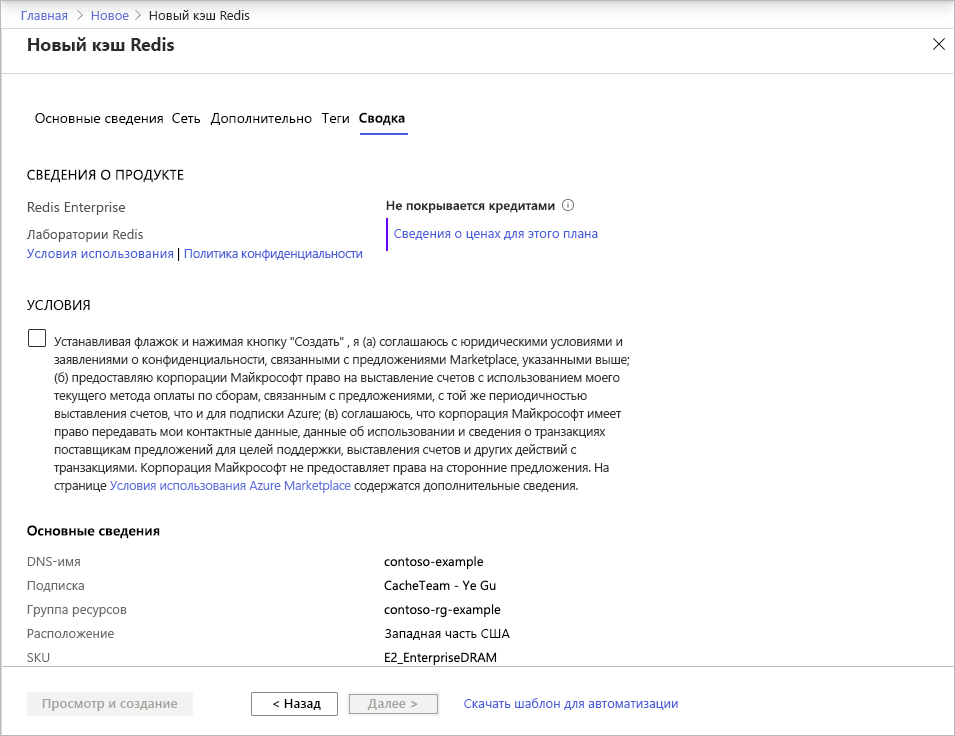 Главная > Новое > Новый кэш Redis
Новый кэш Redis
Основные сведения Сеть Дополнительно Теги Сводка
СВЕДЕНИЯ О ПРОДУКТЕ
Redis Enterprise
Не покрывается кредитами
Лаборатории Redis
Сведения о ценах для этого плана
Условия использования | Политика конфиденциальности
УСЛОВИЯ
Устанавливая флажок и нажимая кнопку "Создать" , я (а) соглашаюсь с юридическими условиями и
заявлениями о конфиденциальности, связанными с предложениями Marketplace, указанными выше;
(б) предоставляю корпорации Майкрософт право на выставление счетов с использованием моего
текущего метода оплаты по сборам, связанным с предложениями, с той же периодичностью
выставления счетов, что и для подписки Azure; (в) соглашаюсь, что корпорация Майкрософт имеет
право передавать мои контактные данные, данные об использовании и сведения о транзакциях
поставщикам предложений для целей поддержки, выставления счетов и других действий с
транзакциями. Корпорация Майкрософт не предоставляет права на сторонние предложения. На
странице Условия использования Azure Marketplace содержатся дополнительные сведения.
Основные сведения
DNS-имя contoso-example
Подписка CacheTeam - Ye Gu
Группа ресурсов contoso-rg-example
Расположение Западная часть США
SKU E2_EnterpriseDRAM
Просмотр и создание < Назад Далее > Скачать шаблон для автоматизации